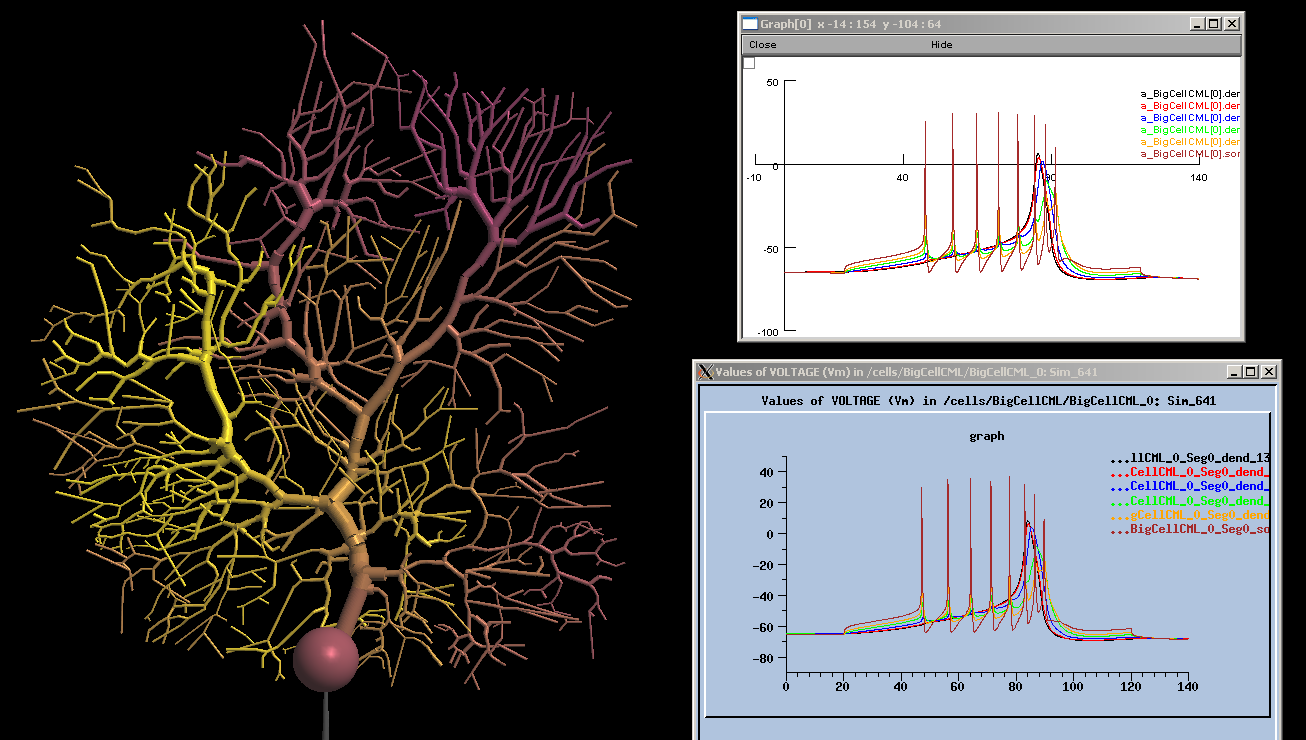 Graph[0] x -14 : 154 y -104 : 64
Close Hide
50
a_BigCellCML[0].den
a_BigCellCML[0].der
a_BigCellCML[0].der
a_BigCellCML[0].der
a_BigCellCML[0].der
a_BigCellCML[0].sor
0
-10 40 90 140
-50
-100
Values of VOLTAGE (Vm) in /cells/BigCellCML/BigCellCML_0: Sim_641
Values of VOLTAGE (Vm) in /cells/BigCellCML/BigCellCML_0: Sim_641
graph
...llCML_0_Seg0_dend_13
...CellCML_0_Seg0_dend_
...CellCML_0_Seg0_dend_
...CellCML_0_Seg0_dend_
...gCellCML_0_Seg0_dend
...BigCellCML_0_Seg0_so
40
20
0
-20
-40
-60
-80
0 20 40 60 80 100 120 140